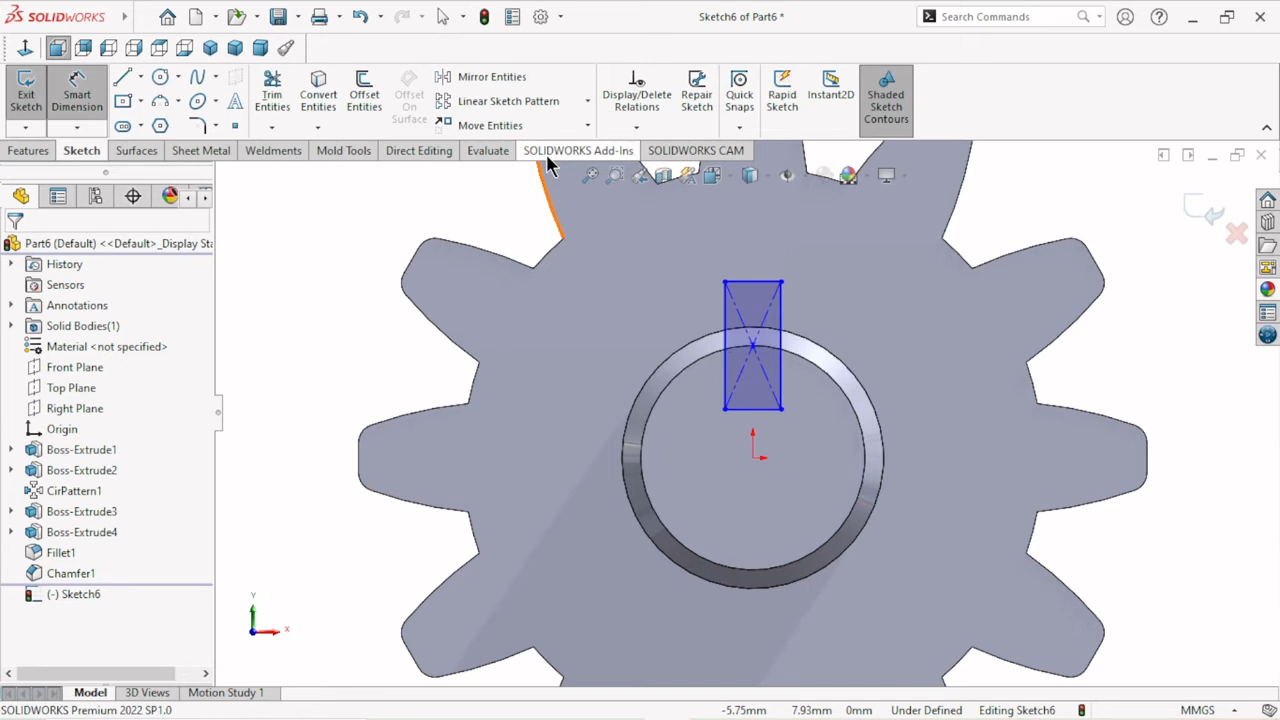 SOLIDWORKS
Sketch6 of Part6 *
Search Commands
Exit Sketch
Smart Dimension
Trim Entities
Convert Entities
Offset Entities
Offset On Surface
Mirror Entities
Linear Sketch Pattern
Move Entities
Display/Delete Relations
Repair Sketch
Quick Snaps
Rapid Sketch
Instant2D
Shaded Sketch Contours
Features
Sketch
Surfaces
Sheet Metal
Weldments
Mold Tools
Direct Editing
Evaluate
SOLIDWORKS Add-Ins
SOLIDWORKS CAM
Part6 (Default) <<Default>_Display Sta
History
Sensors
Annotations
Solid Bodies(1)
Material <not specified>
Front Plane
Top Plane
Right Plane
Origin
Boss-Extrude1
Boss-Extrude2
CirPattern1
Boss-Extrude3
Boss-Extrude4
Fillet1
Chamfer1
(-) Sketch6
Y
X
Model
3D Views
Motion Study 1
SOLIDWORKS Premium 2022 SP1.0
-5.75mm
7.93mm
0mm
Under Defined
Editing Sketch6
MMGS